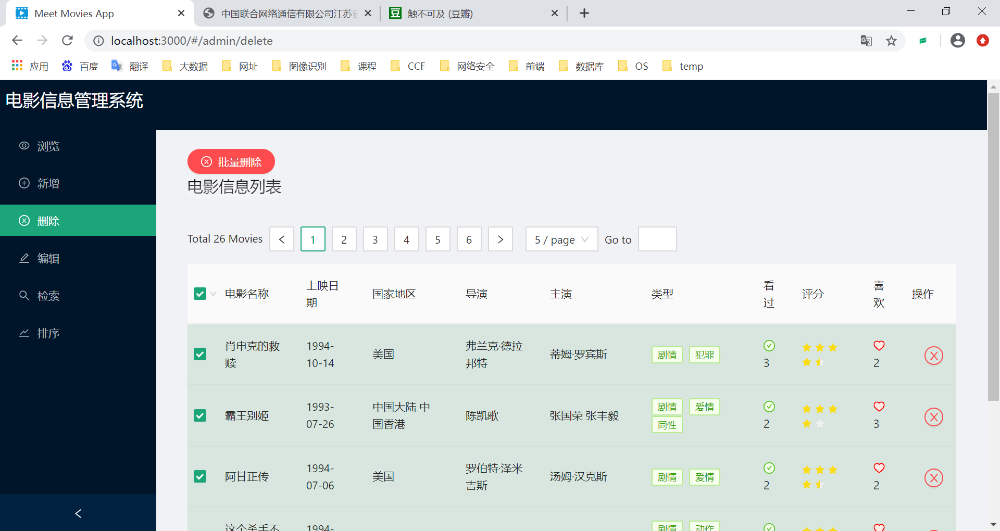 Meet Movies App
中国联合网络通信有限公司江苏省
触不可及 (豆瓣)
localhost:3000/#/admin/delete
应用 百度 翻译 大数据 网址 图像识别 课程 CCF 网络安全 前端 数据库 OS temp
电影信息管理系统
浏览
新增
删除
编辑
检索
排序
批量删除
电影信息列表
Total 26 Movies 1 2 3 4 5 6 5 / page Go to
电影名称 上映日期 国家地区 导演 主演 类型 看过 评分 喜欢 操作
肖申克的救赎 1994-10-14 美国 弗兰克·德拉邦特 蒂姆·罗宾斯 剧情 犯罪 3 2
霸王别姬 1993-07-26 中国大陆 中国香港 陈凯歌 张国荣 张丰毅 剧情 爱情 同性 2 3
阿甘正传 1994-07-06 美国 罗伯特·泽米吉斯 汤姆·汉克斯 剧情 爱情 2 2
这个杀手不 1994- 剧情 动作